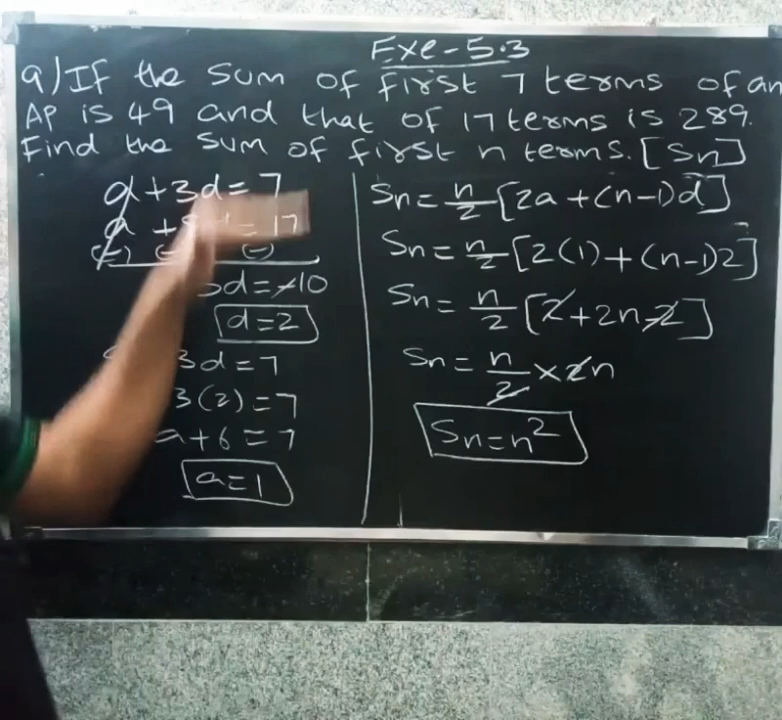 Exe-5.3
9) If the sum of first 7 terms of an
AP is 49 and that of 17 terms is 289.
Find the sum of first n terms. [Sn]
a+3d=7
a + = 17
(-) (-) (-)
d=-10
d=2
3d=7
3(2)=7
a+6=7
a=1
Sn = n/2 [2a+(n-1)d]
Sn = n/2 [2(1)+(n-1)2]
Sn = n/2 [2+2n-2]
Sn = n/2 × 2n
Sn=n²